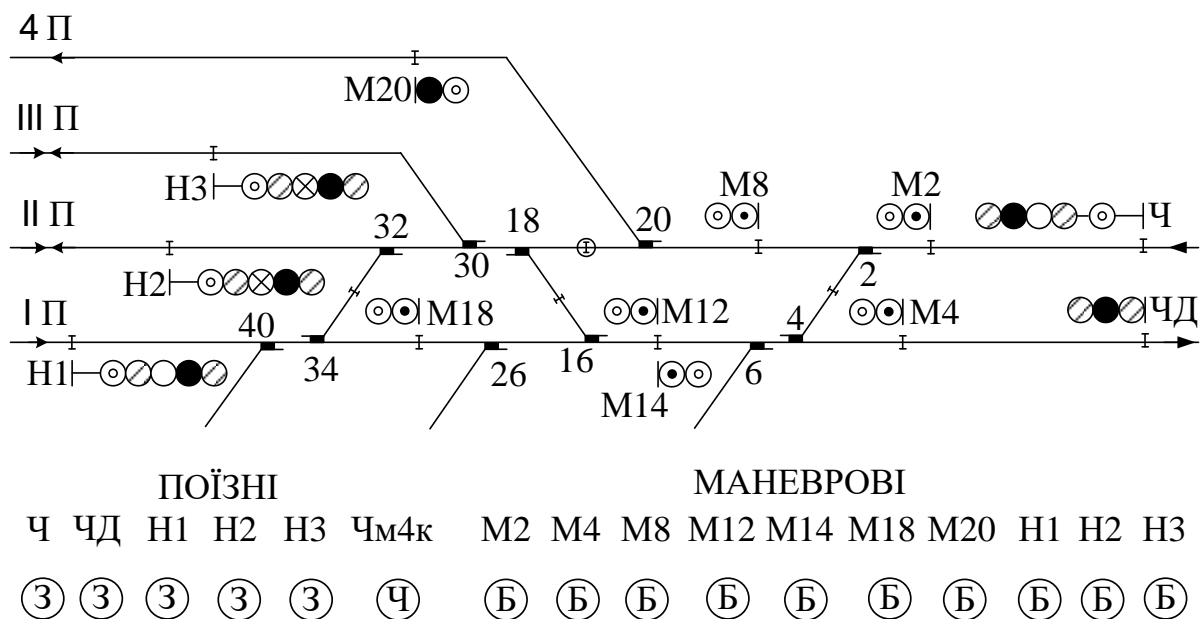 4 П
М20
III П
Н3
М8
М2
Ч
II П
32
18
20
30
2
Н2
I П
40
М18
М12
4
М4
ЧД
Н1
34
26
16
М14
6
ПОЇЗНІ
МАНЕВРОВІ
Ч ЧД Н1 Н2 Н3 Чм4к М2 М4 М8 М12 М14 М18 М20 Н1 Н2 Н3
З З З З З Ч Б Б Б Б Б Б Б Б Б Б